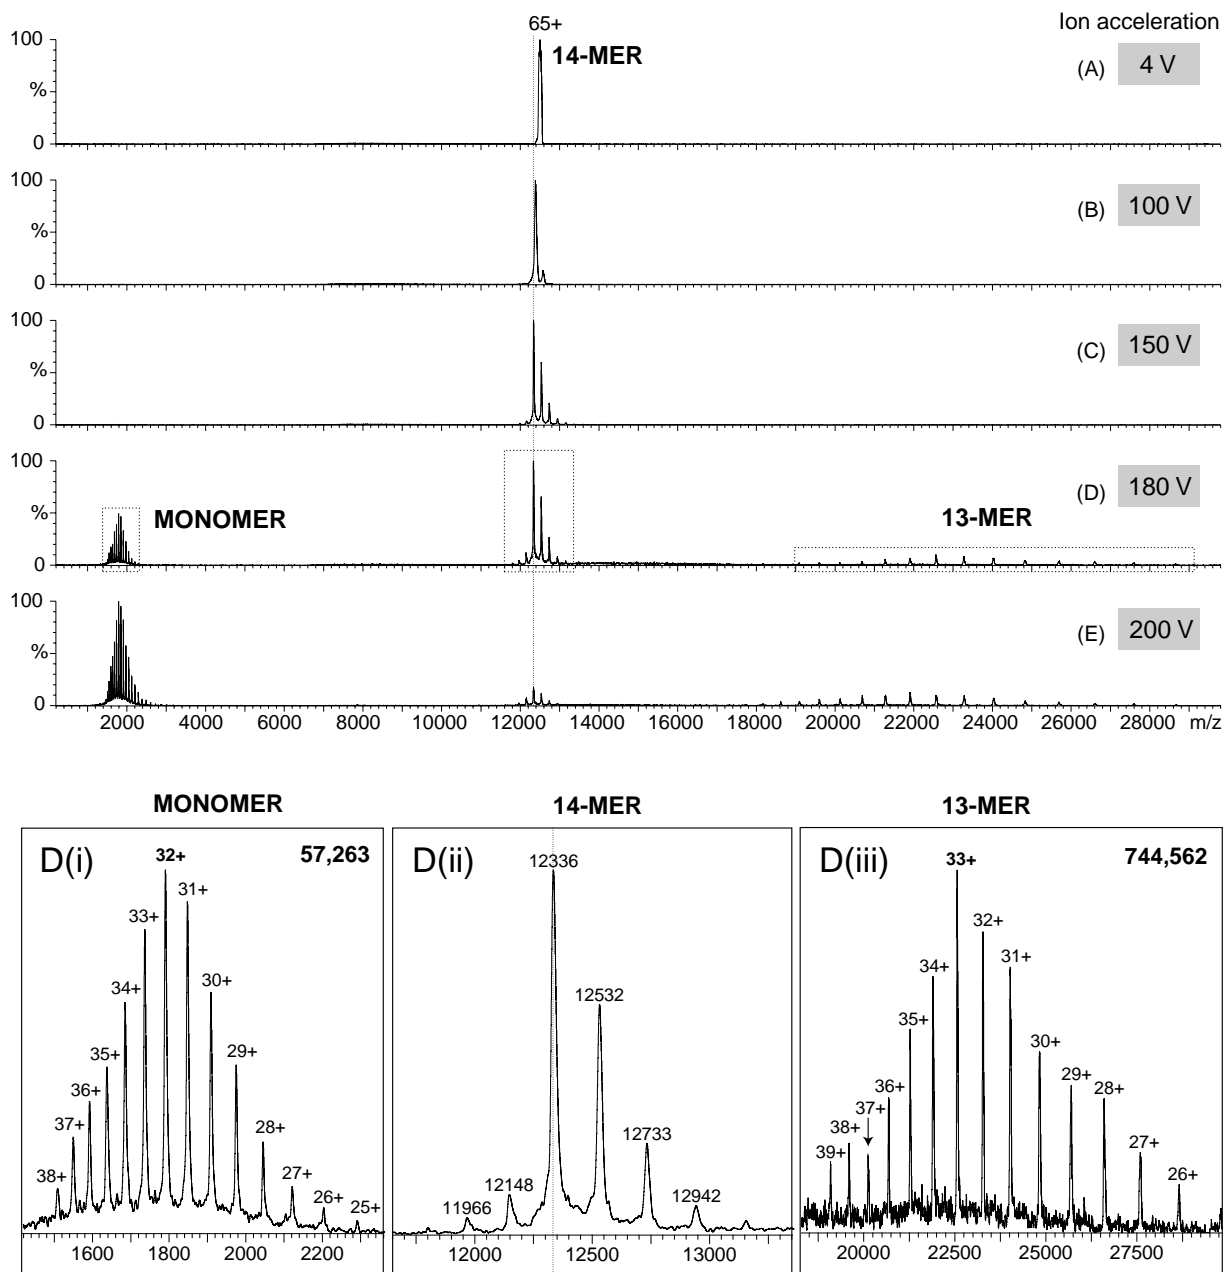 65+
Ion acceleration
14-MER
(A) 4 V
100
%
0
(B) 100 V
100
%
0
(C) 150 V
100
%
0
(D) 180 V
100
%
0
MONOMER
13-MER
(E) 200 V
100
%
0
2000 4000 6000 8000 10000 12000 14000 16000 18000 20000 22000 24000 26000 28000 m/z
MONOMER
D(i)
57,263
38+ 37+ 36+ 35+ 34+ 33+ 32+ 31+ 30+ 29+ 28+ 27+ 26+ 25+
1600 1800 2000 2200
14-MER
D(ii)
11966 12148 12336 12532 12733 12942
12000 12500 13000
13-MER
D(iii)
744,562
39+ 38+ 37+ 36+ 35+ 34+ 33+ 32+ 31+ 30+ 29+ 28+ 27+ 26+
20000 22500 25000 27500